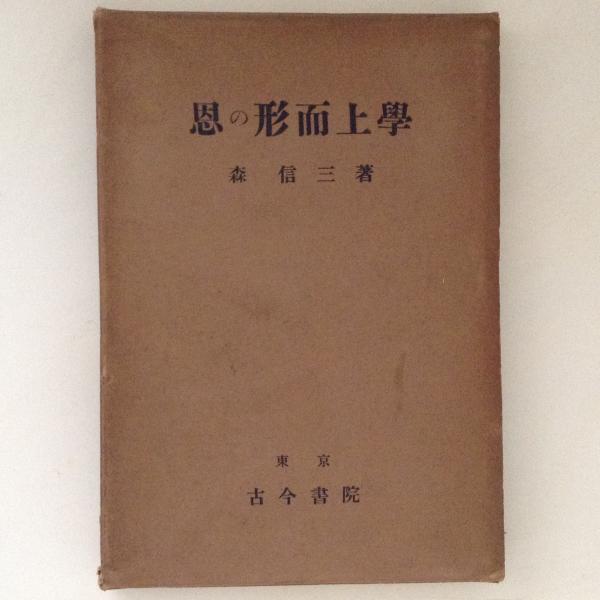 恩の形而上學
森信三著
東京
古今書院